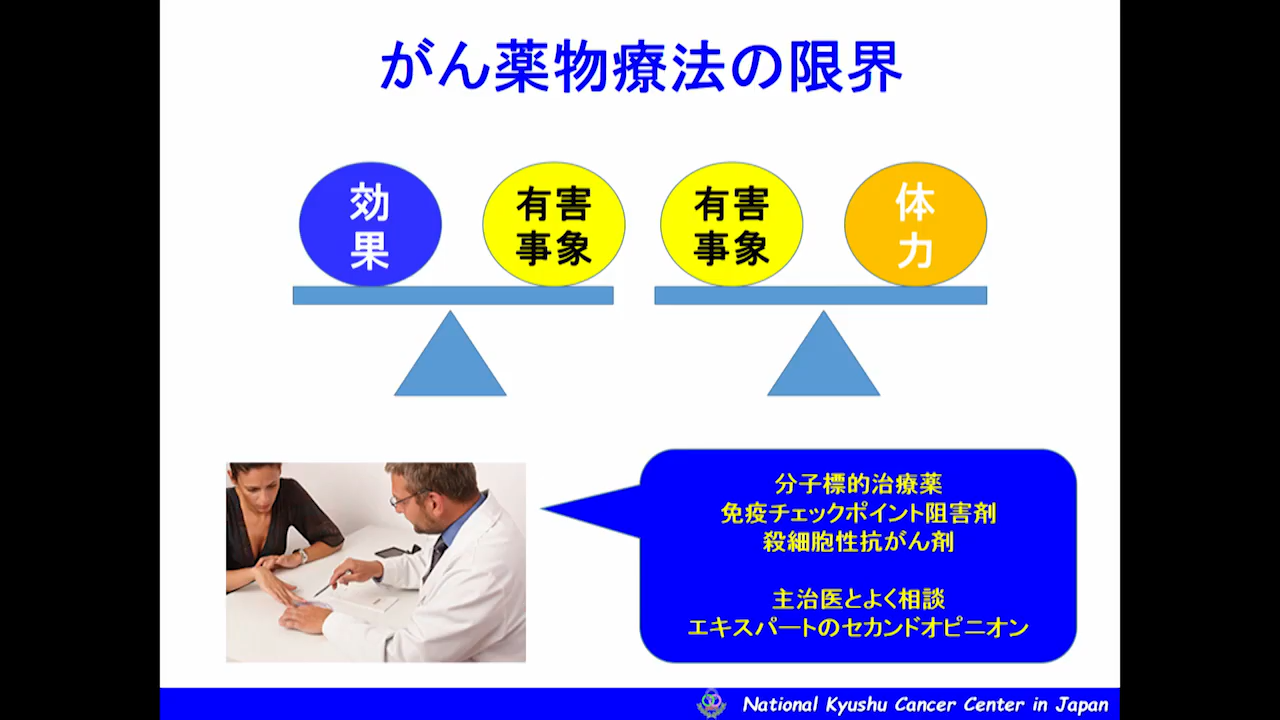 がん薬物療法の限界
効
果
有害
事象
有害
事象
体
力
分子標的治療薬
免疫チェックポイント阻害剤
殺細胞性抗がん剤
主治医とよく相談
エキスパートのセカンドオピニオン
National Kyushu Cancer Center in Japan